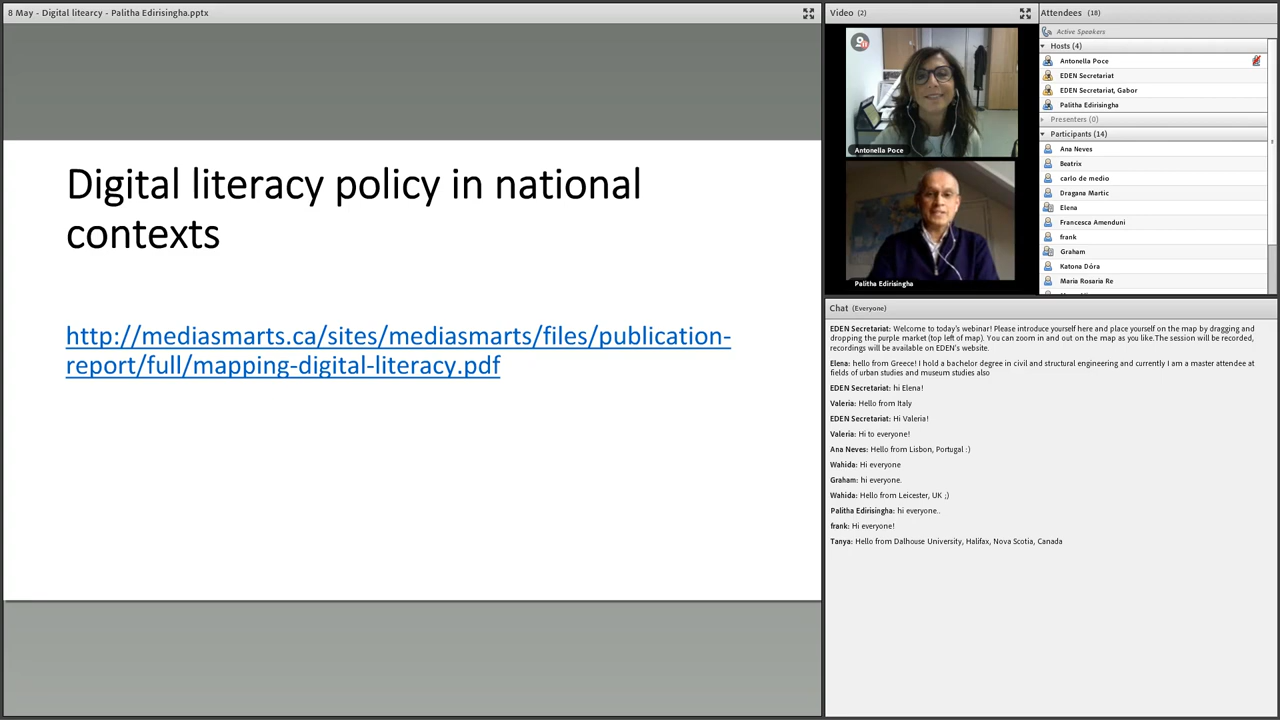 8 May - Digital litearcy - Palitha Edirisingha.pptx
Digital literacy policy in national
contexts
http://mediasmarts.ca/sites/mediasmarts/files/publication-
report/full/mapping-digital-literacy.pdf
Video (2)
Antonella Poce
Palitha Edirisingha
Attendees (18)
Active Speakers
Hosts (4)
Antonella Poce
EDEN Secretariat
EDEN Secretariat, Gabor
Palitha Edirisingha
Presenters (0)
Participants (14)
Ana Neves
Beatrix
carlo de medio
Dragana Martic
Elena
Francesca Amenduni
frank
Graham
Katona Dóra
Maria Rosaria Re
Chat (Everyone)
EDEN Secretariat: Welcome to today's webinar! Please introduce yourself here and place yourself on the map by dragging and
dropping the purple market (top left of map). You can zoom in and out on the map as you like.The session will be recorded,
recordings will be available on EDEN's website.
Elena: hello from Greece! I hold a bachelor degree in civil and structural engineering and currently I am a master attendee at
fields of urban studies and museum studies also
EDEN Secretariat: hi Elena!
Valeria: Hello from Italy
EDEN Secretariat: Hi Valeria!
Valeria: Hi to everyone!
Ana Neves: Hello from Lisbon, Portugal :)
Wahida: Hi everyone
Graham: hi everyone.
Wahida: Hello from Leicester, UK ;)
Palitha Edirisingha: hi everyone..
frank: Hi everyone!
Tanya: Hello from Dalhouse University, Halifax, Nova Scotia, Canada